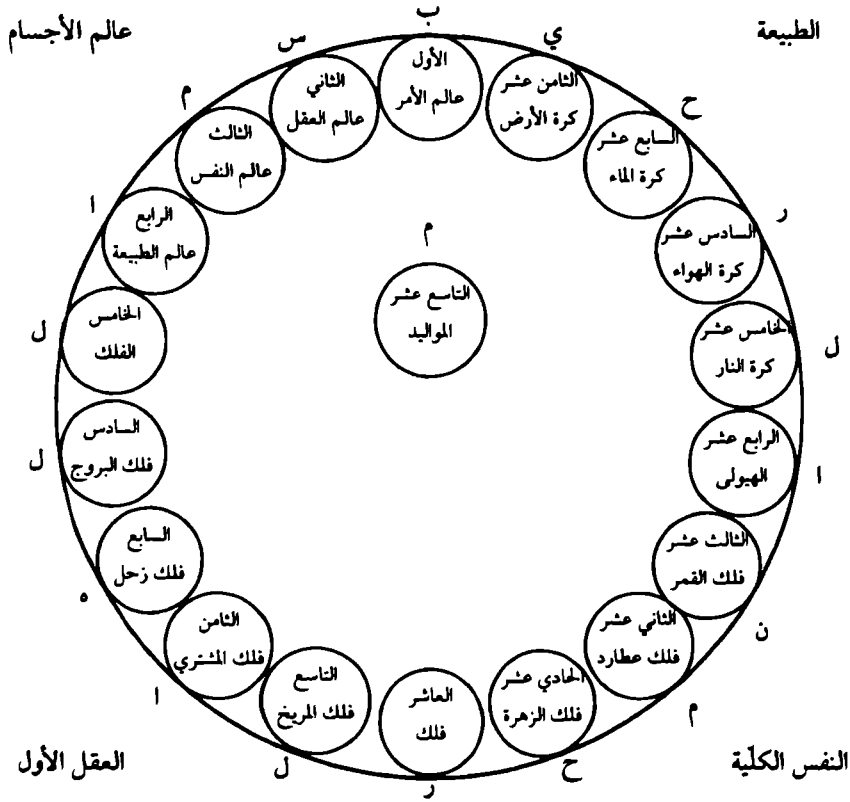 الطبيعة
عالم الأجسام
ب
الأول
عالم الأمر
س
الثاني
عالم العقل
م
الثالث
عالم النفس
ا
الرابع
عالم الطبيعة
ل
الخامس
الفلك
ل
السادس
فلك البروج
ه
السابع
فلك زحل
ا
الثامن
فلك المشتري
ل
التاسع
فلك المريخ
ر
العاشر
فلك
ح
الحادي عشر
فلك الزهرة
م
الثاني عشر
فلك عطارد
ن
الثالث عشر
فلك القمر
ا
الرابع عشر
الهيولى
ل
الخامس عشر
كرة النار
ر
السادس عشر
كرة الهواء
ح
السابع عشر
كرة الماء
ي
الثامن عشر
كرة الأرض
م
التاسع عشر
المواليد
النفس الكلّية
العقل الأول